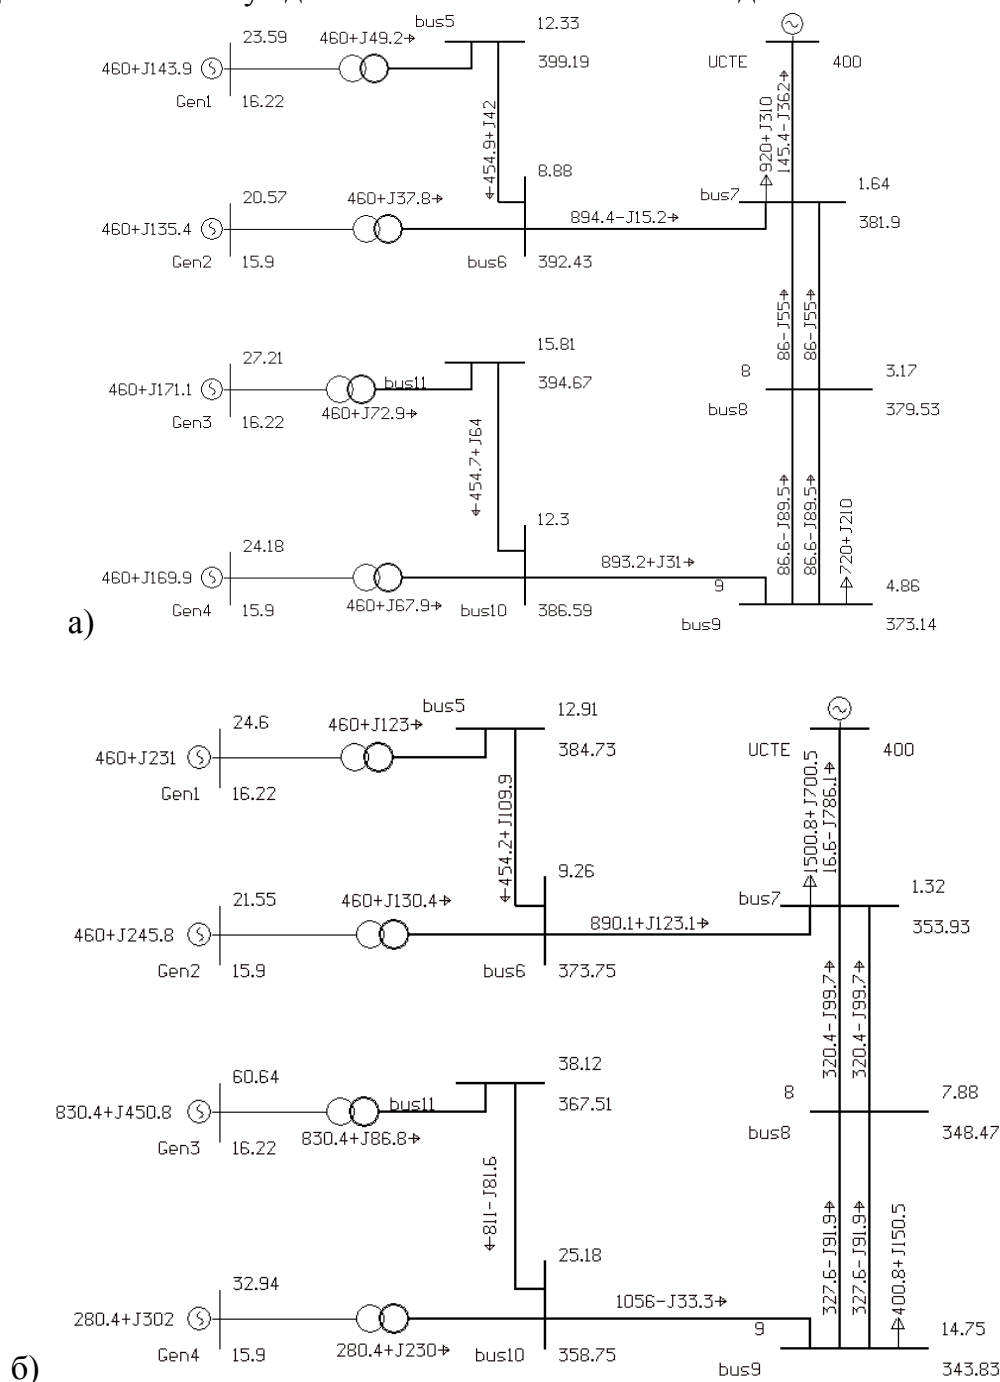 bus5
12.33
23.59
460+J49.2
399.19
UCTE
400
460+J143.9
Gen1
16.22
454.9+J42
920+J310
145.4-J362
8.88
bus7
1.64
20.57
460+J37.8
894.4-J15.2
381.9
460+J135.4
Gen2
15.9
bus6
392.43
86-J55
86-J55
15.81
27.21
bus11
394.67
8
3.17
460+J171.1
460+J72.9
bus8
379.53
Gen3
16.22
454.7+J64
86.6-J89.5
86.6-J89.5
720+J210
12.3
24.18
893.2+J31
9
4.86
460+J169.9
460+J67.9
bus10
386.59
Gen4
15.9
bus9
373.14
а)
bus5
12.91
24.6
460+J123
384.73
UCTE
400
460+J231
Gen1
16.22
454.2+J109.9
1500.8+J700.5
16.6-J786.1
9.26
bus7
1.32
21.55
460+J130.4
890.1+J123.1
353.93
460+J245.8
Gen2
15.9
bus6
373.75
320.4-J99.7
320.4-J99.7
38.12
60.64
bus11
367.51
8
7.88
830.4+J450.8
830.4+J86.8
bus8
348.47
Gen3
16.22
811-J81.6
327.6-J91.9
327.6-J91.9
400.8+J150.5
25.18
32.94
1056-J33.3
9
14.75
280.4+J302
280.4+J230
bus10
358.75
Gen4
15.9
bus9
343.83
б)